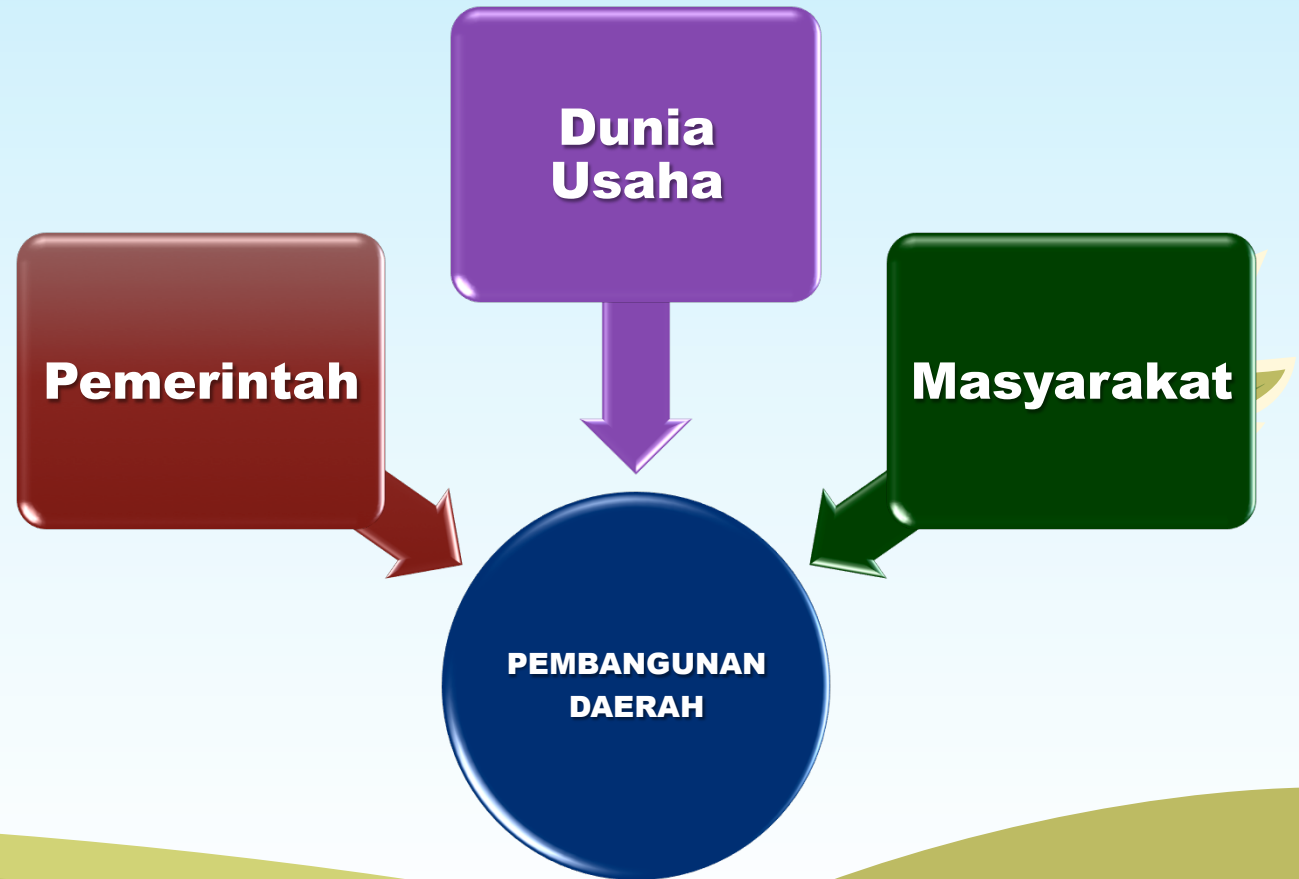 Dunia
Usaha
Pemerintah
Masyarakat
PEMBANGUNAN
DAERAH